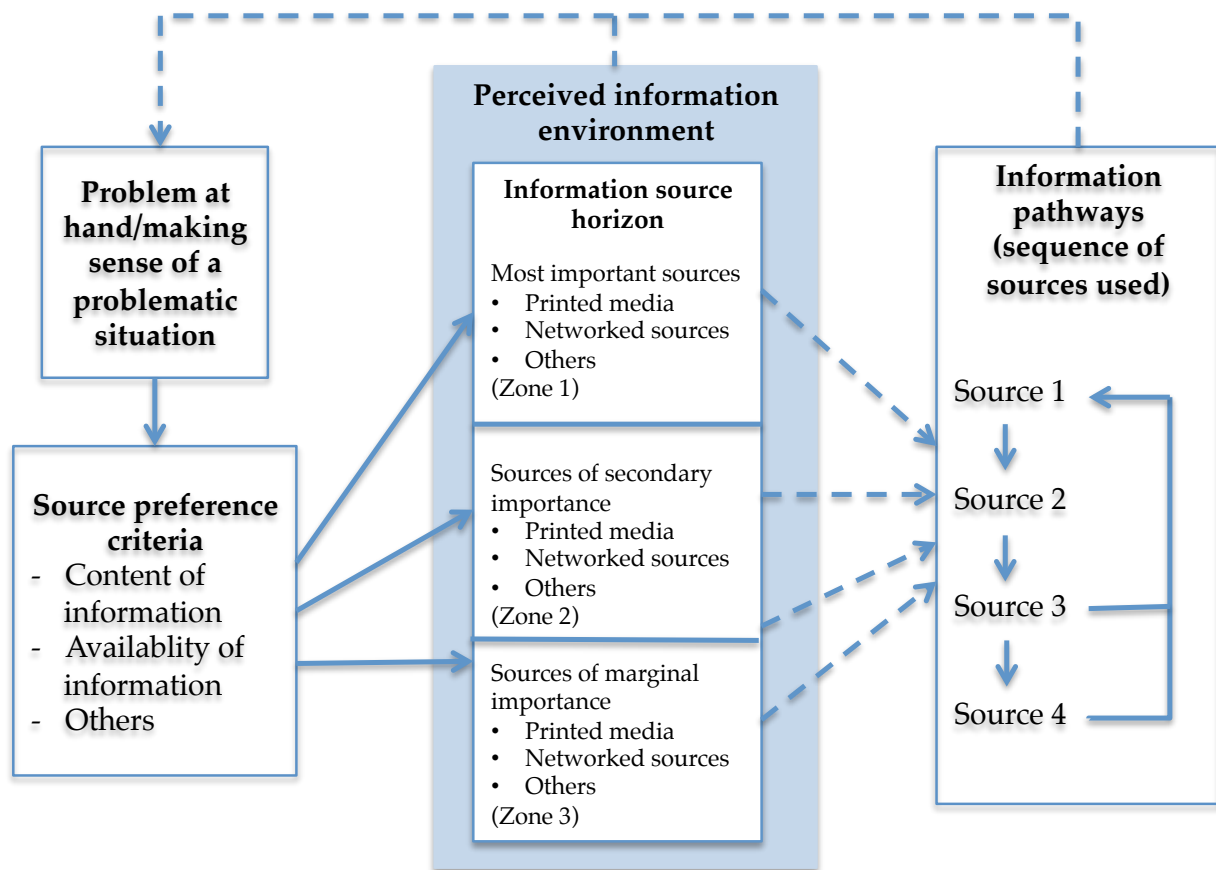 Perceived information
environment
Problem at
hand/making
sense of a
problematic
situation
Source preference
criteria
- Content of
information
- Availablity of
information
- Others
Information source
horizon
Most important sources
• Printed media
• Networked sources
• Others
(Zone 1)
Sources of secondary
importance
• Printed media
• Networked sources
• Others
(Zone 2)
Sources of marginal
importance
• Printed media
• Networked sources
• Others
(Zone 3)
Information
pathways
(sequence of
sources used)
Source 1
Source 2
Source 3
Source 4